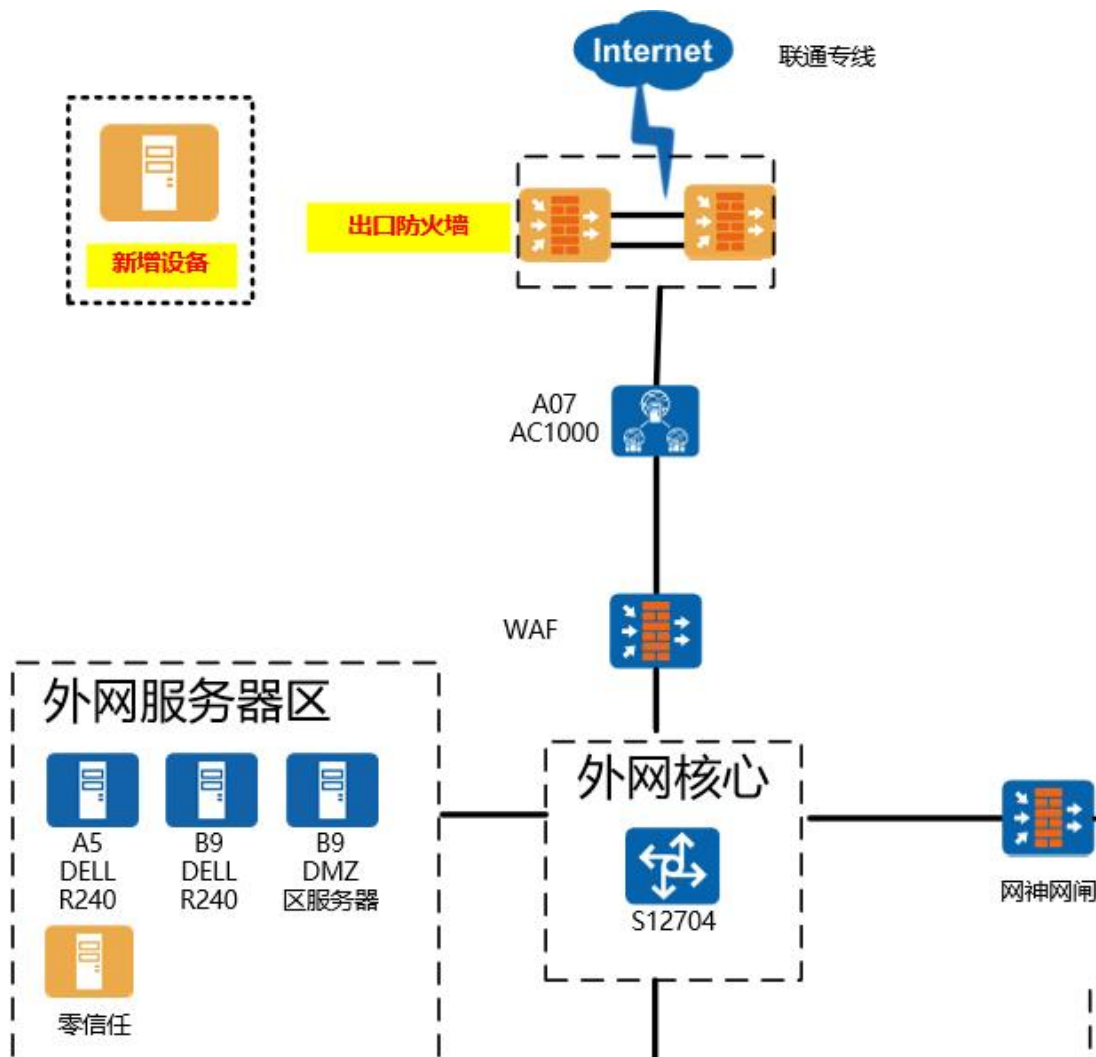 Internet
联通专线
出口防火墙
新增设备
A07
AC1000
WAF
外网服务器区
A5
DELL
R240
B9
DELL
R240
B9
DMZ
区服务器
零信任
外网核心
S12704
网神网闸